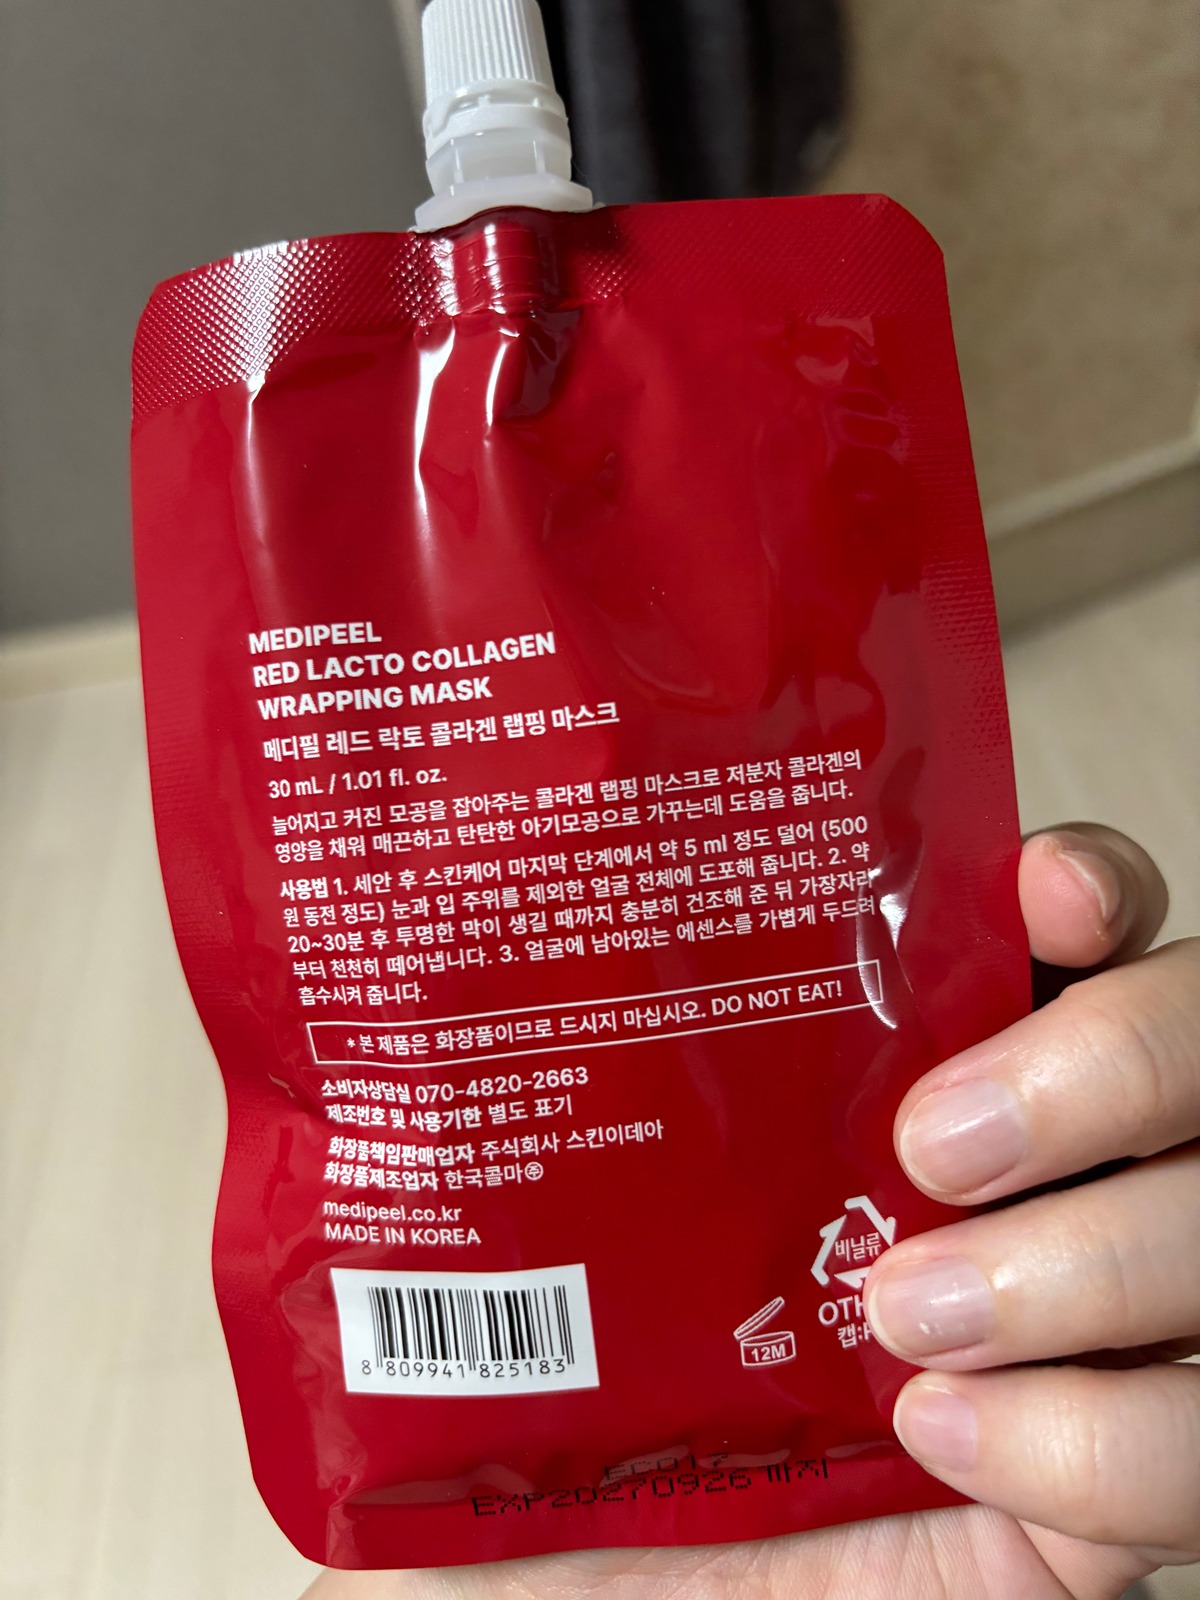 MEDIPEEL
RED LACTO COLLAGEN
WRAPPING MASK
메디필 레드 락토 콜라겐 랩핑 마스크
30 mL / 1.01 fl. oz.
늘어지고 커진 모공을 잡아주는 콜라겐 랩핑 마스크로 저분자 콜라겐의
영양을 채워 매끈하고 탄탄한 아기모공으로 가꾸는데 도움을 줍니다.
사용법 1. 세안 후 스킨케어 마지막 단계에서 약 5 ml 정도 덜어 (500
원 동전 정도) 눈과 입 주위를 제외한 얼굴 전체에 도포해 줍니다. 2. 약
20~30분 후 투명한 막이 생길 때까지 충분히 건조해 준 뒤 가장자리
부터 천천히 떼어냅니다. 3. 얼굴에 남아있는 에센스를 가볍게 두드려
흡수시켜 줍니다.
*본 제품은 화장품이므로 드시지 마십시오. DO NOT EAT!
소비자상담실 070-4820-2663
제조번호 및 사용기한 별도 표기
화장품책임판매업자 주식회사 스킨이데아
화장품제조업자 한국콜마㈜
medipeel.co.kr
MADE IN KOREA
비닐류
캡:
12M
8 809941 825183
EXP20270926 까지